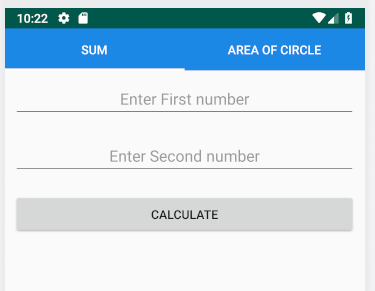 10:22
SUM AREA OF CIRCLE
Enter First number
Enter Second number
CALCULATE